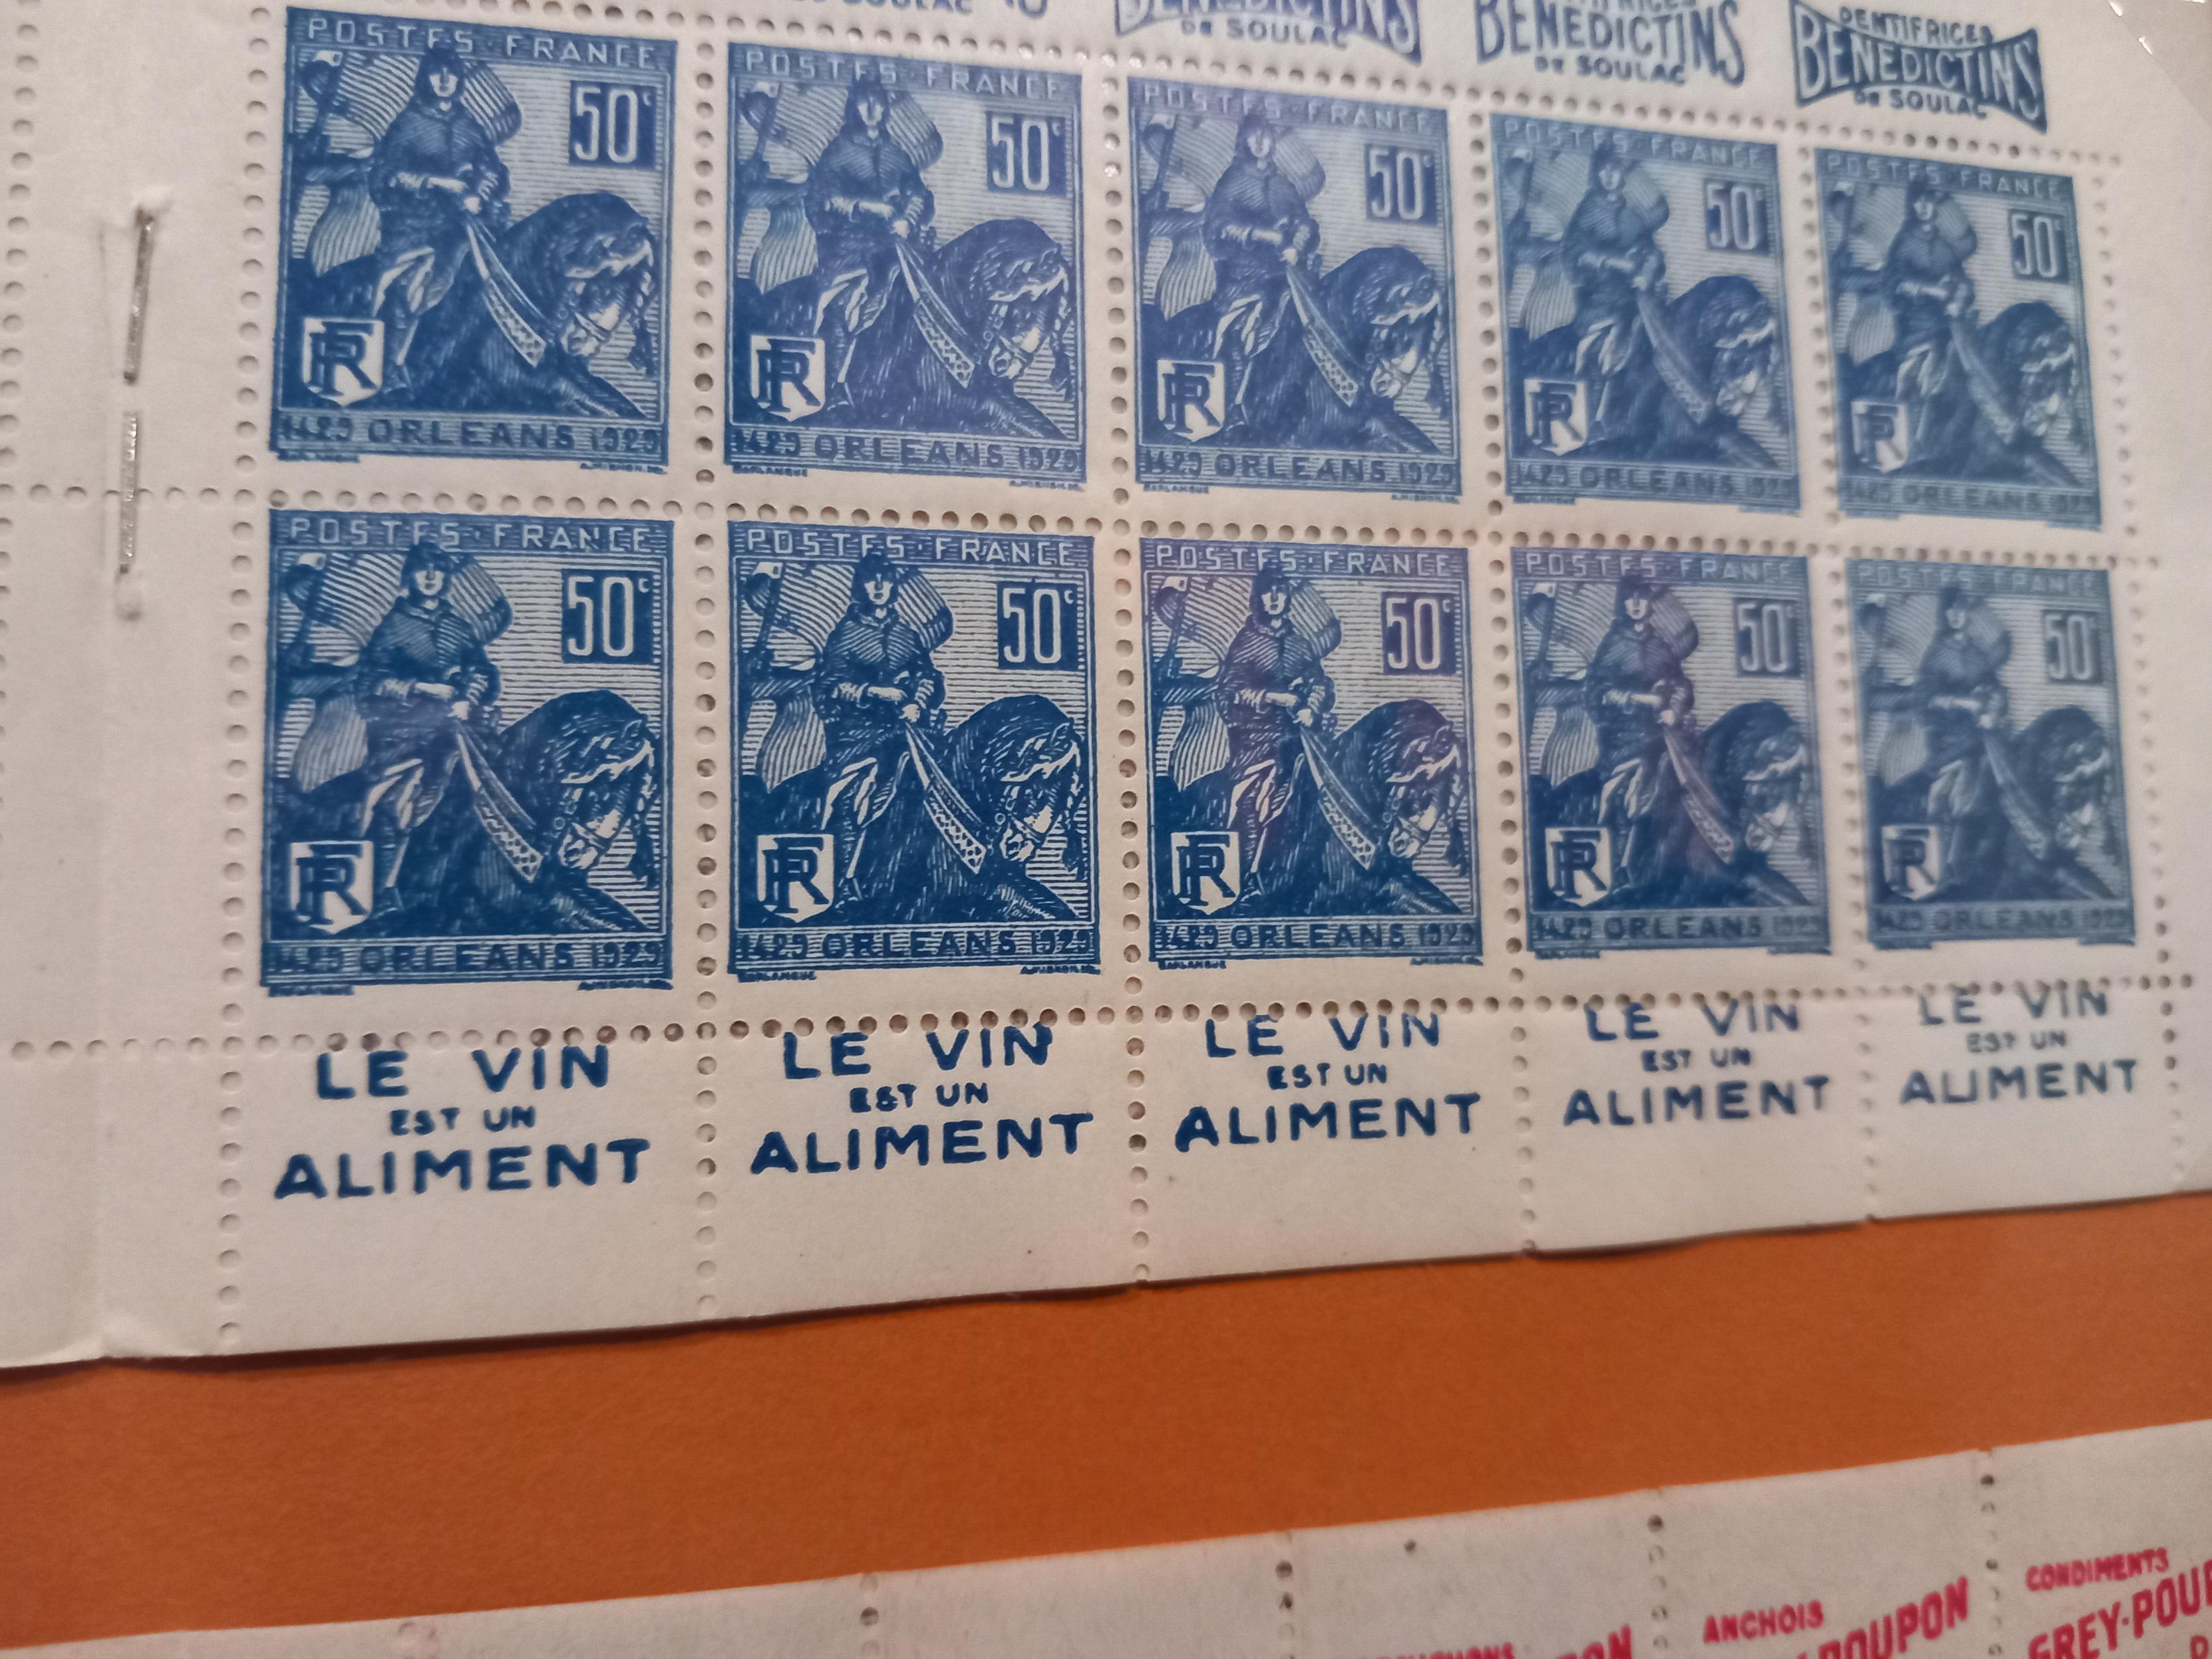 DE SOULAC
BENEDICTINS
DE SOULAC
BENEDICTINS
DE SOULAC
DENTIFRICES
BENEDICTINS
DE SOULAC
POSTES·FRANCE
50c
RF
1429 ORLEANS 1929
POSTES·FRANCE
50c
RF
1429 ORLEANS 1929
POSTES·FRANCE
50c
RF
1429 ORLEANS 1929
POSTES·FRANCE
50c
RF
1429 ORLEANS 1929
POSTES·FRANCE
50c
RF
1429 ORLEANS 1929
POSTES·FRANCE
50c
RF
1429 ORLEANS 1929
POSTES·FRANCE
50c
RF
1429 ORLEANS 1929
POSTES·FRANCE
50c
RF
1429 ORLEANS 1929
POSTES·FRANCE
50c
RF
1429 ORLEANS 1929
POSTES·FRANCE
50c
RF
1429 ORLEANS 1929
LE VIN
EST UN
ALIMENT
LE VIN
EST UN
ALIMENT
LE VIN
EST UN
ALIMENT
LE VIN
EST UN
ALIMENT
LE VIN
EST UN
ALIMENT
ANCHOIS
POUPON
CONDIMENTS
GREY-POUP